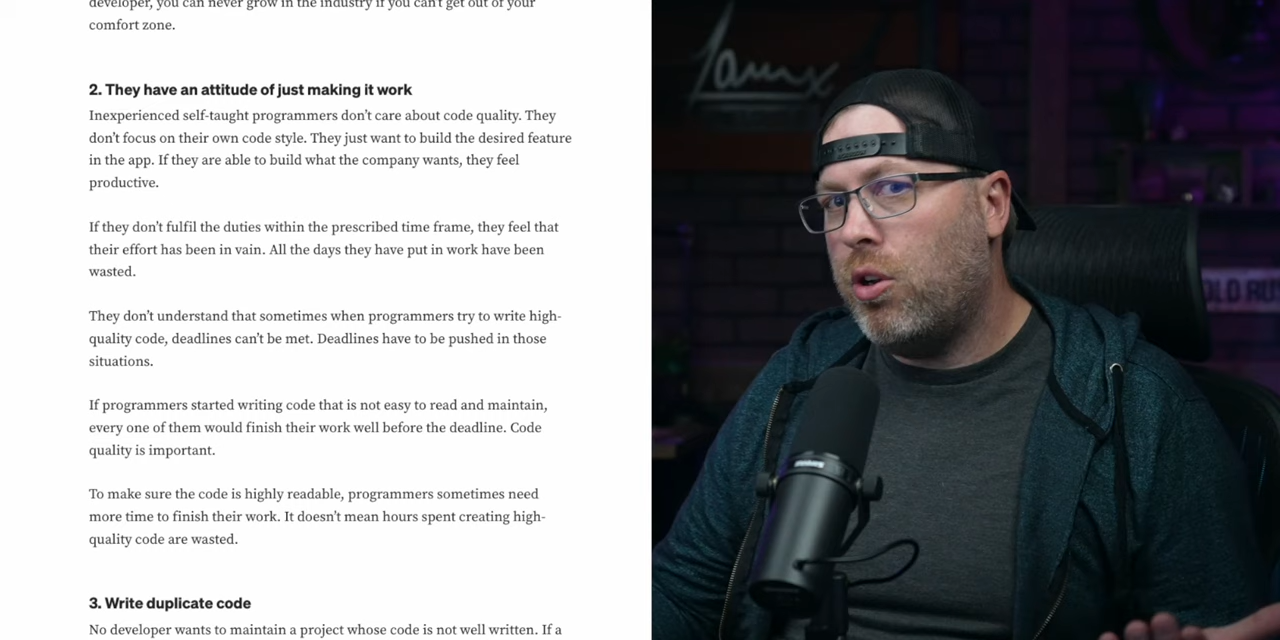 developer, you can never grow in the industry if you can't get out of your
comfort zone.
2. They have an attitude of just making it work
Inexperienced self-taught programmers don't care about code quality. They
don't focus on their own code style. They just want to build the desired feature
in the app. If they are able to build what the company wants, they feel
productive.
If they don't fulfil the duties within the prescribed time frame, they feel that
their effort has been in vain. All the days they have put in work have been
wasted.
They don't understand that sometimes when programmers try to write high-
quality code, deadlines can't be met. Deadlines have to be pushed in those
situations.
If programmers started writing code that is not easy to read and maintain,
every one of them would finish their work well before the deadline. Code
quality is important.
To make sure the code is highly readable, programmers sometimes need
more time to finish their work. It doesn't mean hours spent creating high-
quality code are wasted.
3. Write duplicate code
No developer wants to maintain a project whose code is not well written. If a